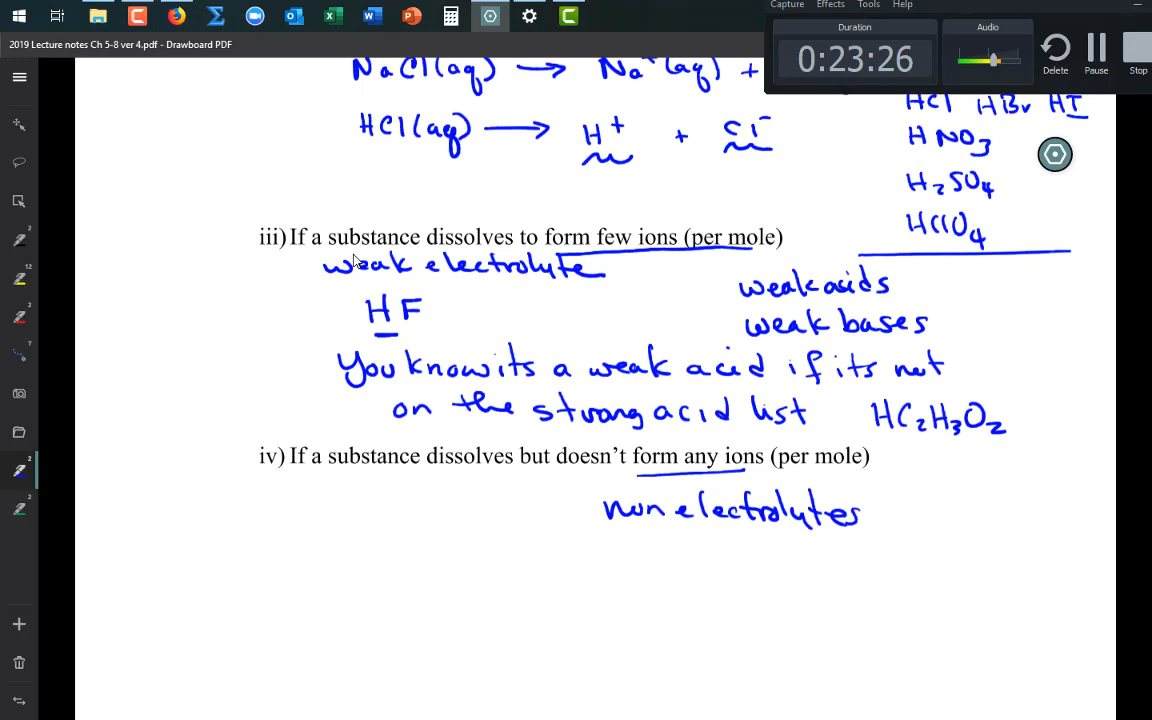 Capture Effects Tools Help
2019 Lecture notes Ch 5-8 ver 4.pdf - Drawboard PDF
Duration Audio
0:23:26
Delete Pause Stop
NaCl(aq) → Na+(aq) +
HCl HBr HI
HCl(aq) → H+ + Cl-
HNO3
H2SO4
HClO4
iii) If a substance dissolves to form few ions (per mole)
weak electrolyte
weak acids
HF
weak bases
You know its a weak acid if its not
on the strong acid list HC2H3O2
iv) If a substance dissolves but doesn't form any ions (per mole)
non electrolytes